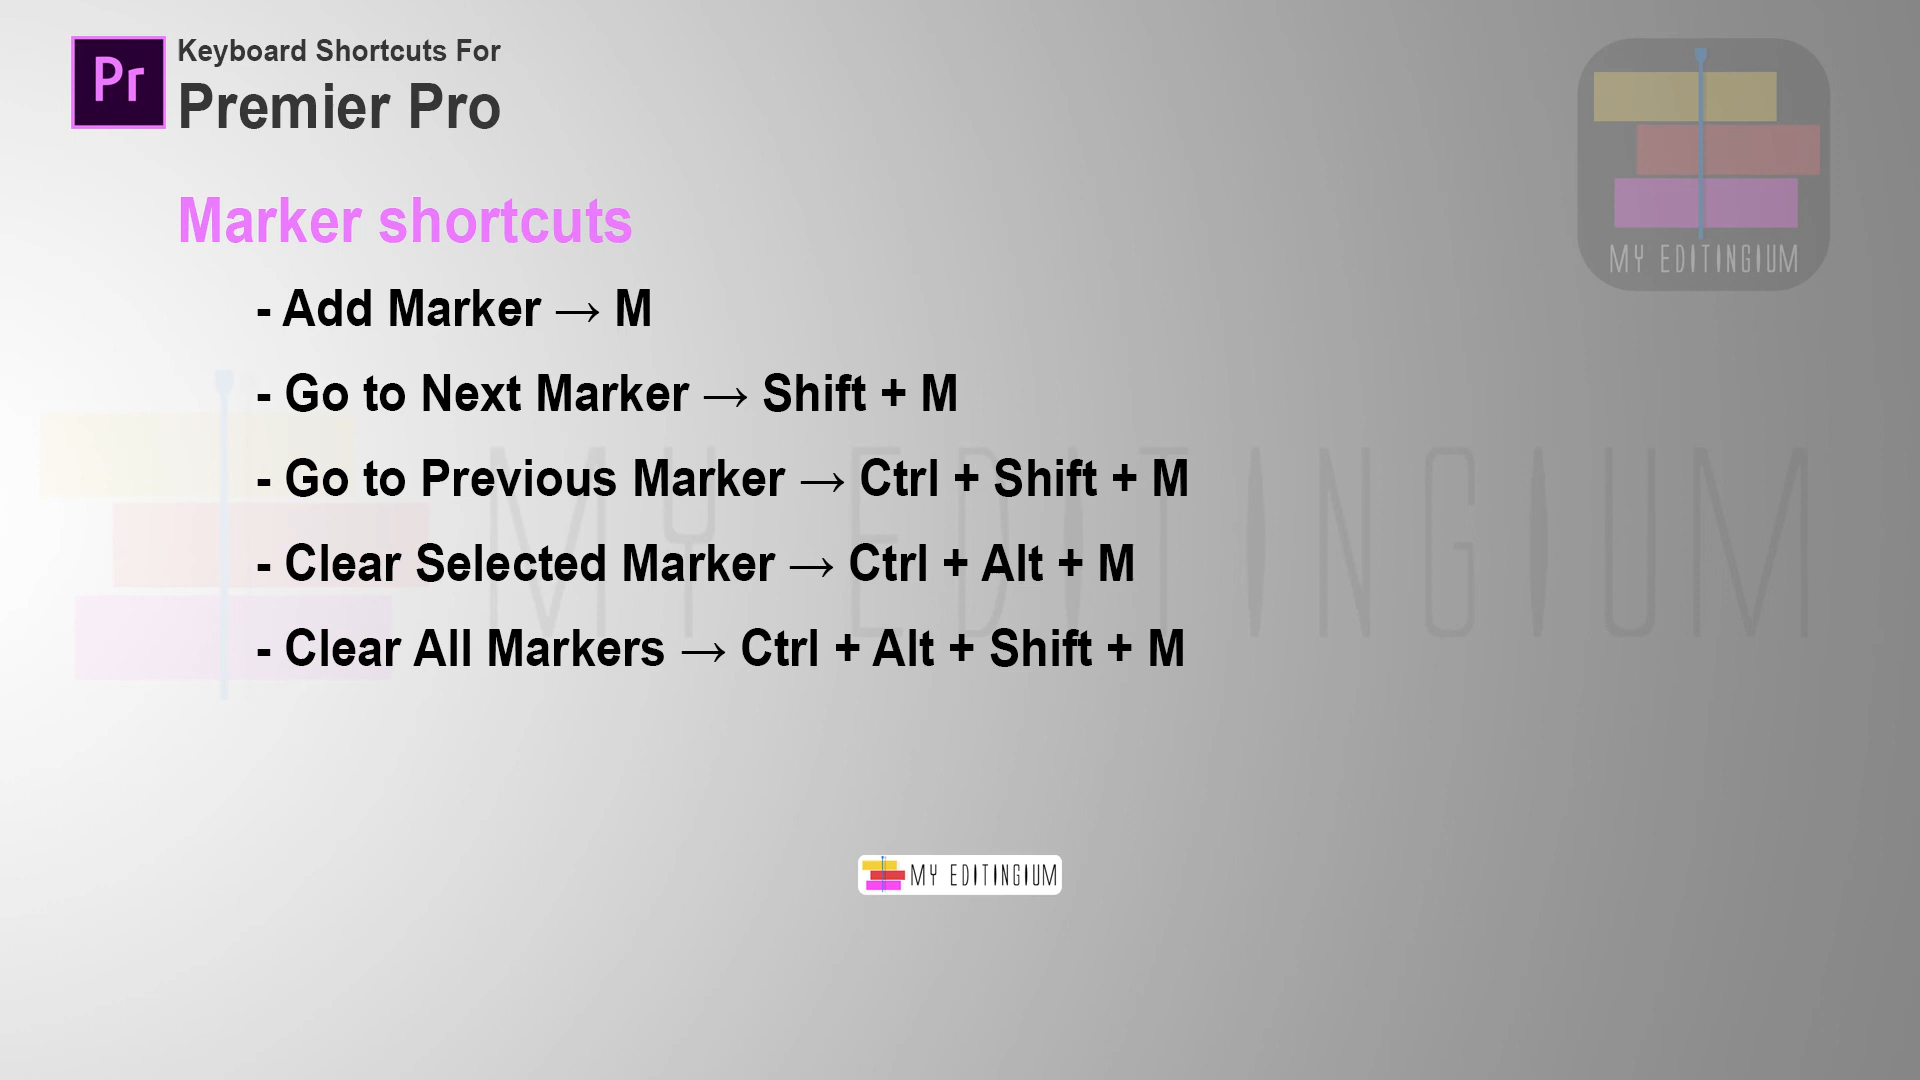 Pr
Keyboard Shortcuts For
Premier Pro
MY EDITINGIUM
Marker shortcuts
- Add Marker → M
- Go to Next Marker → Shift + M
- Go to Previous Marker → Ctrl + Shift + M
- Clear Selected Marker → Ctrl + Alt + M
- Clear All Markers → Ctrl + Alt + Shift + M
MY EDITINGIUM
MY EDITINGIUM